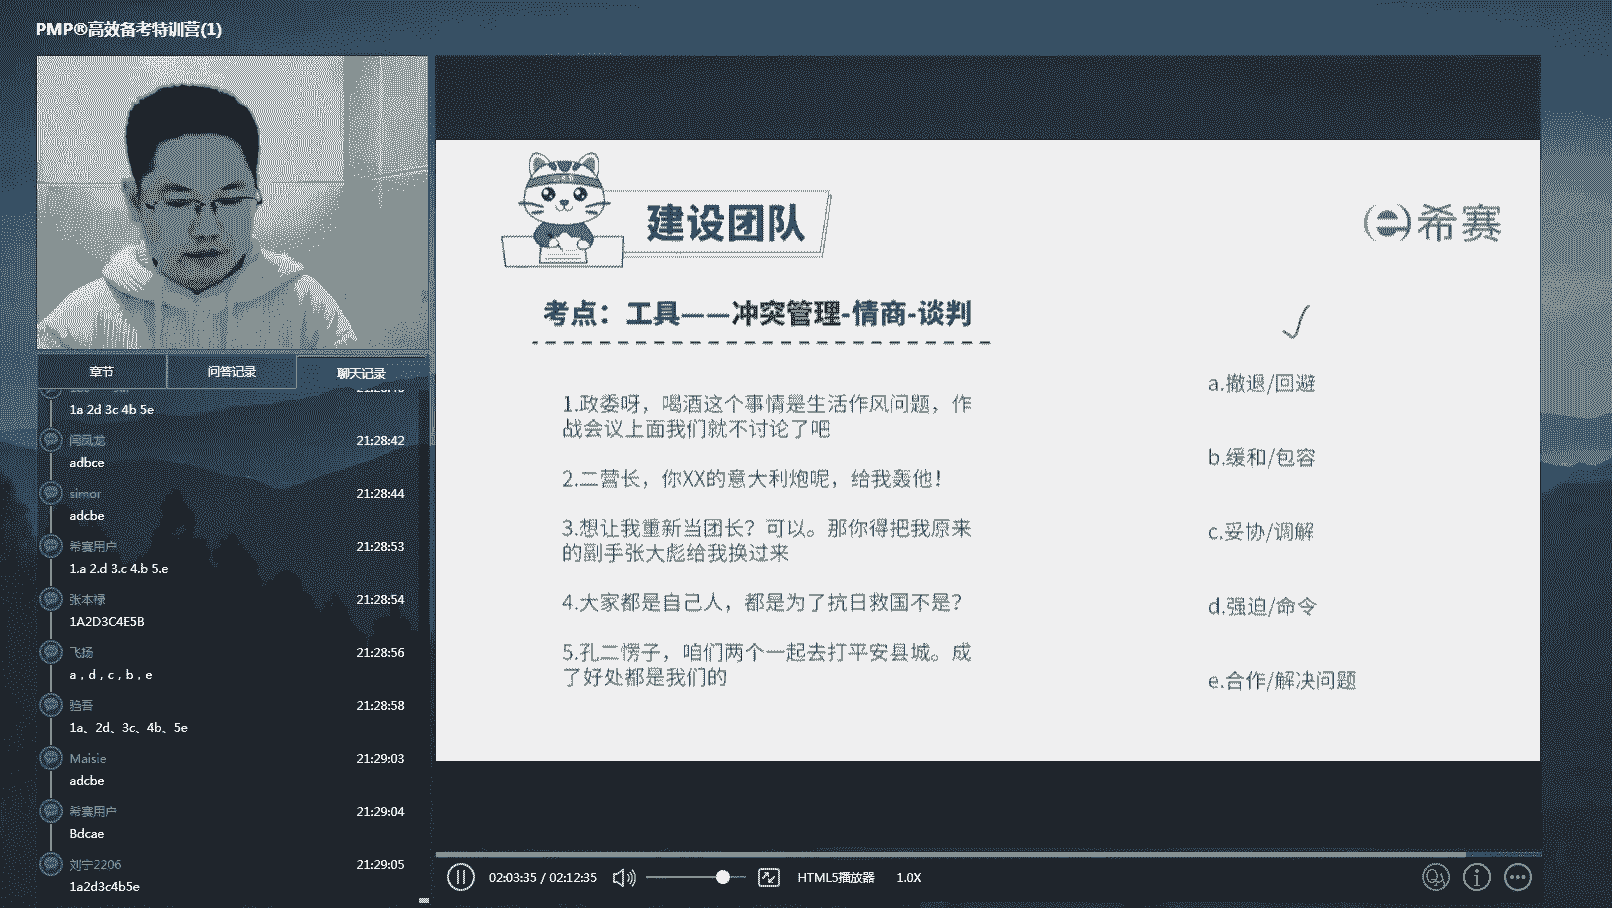 PMP®高效备考特训营(1)
章节
问答记录
聊天记录
1a 2d 3c 4b 5e
闫凤龙
21:28:42
adbce
simor
21:28:44
adcbe
希赛用户
21:28:53
1.a 2.d 3.c 4.b 5.e
张本禄
21:28:54
1A2D3C4E5B
飞扬
21:28:56
a , d , c , b , e
21:28:58
1a、2d、3c、4b、5e
Maisie
21:29:03
adcbe
希赛用户
21:29:04
Bdcae
刘宁2206
21:29:05
1a2d3c4b5e
建设团队
希赛
考点：工具——冲突管理-情商-谈判
1.政委呀，喝酒这个事情是生活作风问题，作
战会议上面我们就不讨论了吧
2.二营长，你XX的意大利炮呢，给我轰他！
3.想让我重新当团长？可以。那你得把我原来
的副手张大彪给我换过来
4.大家都是自己人，都是为了抗日救国不是？
5.孔二愣子，咱们两个一起去打平安县城。成
了好处都是我们的
a.撤退/回避
b.缓和/包容
c.妥协/调解
d.强迫/命令
e.合作/解决问题
02:03:35 / 02:12:35
HTML5播放器
1.0X